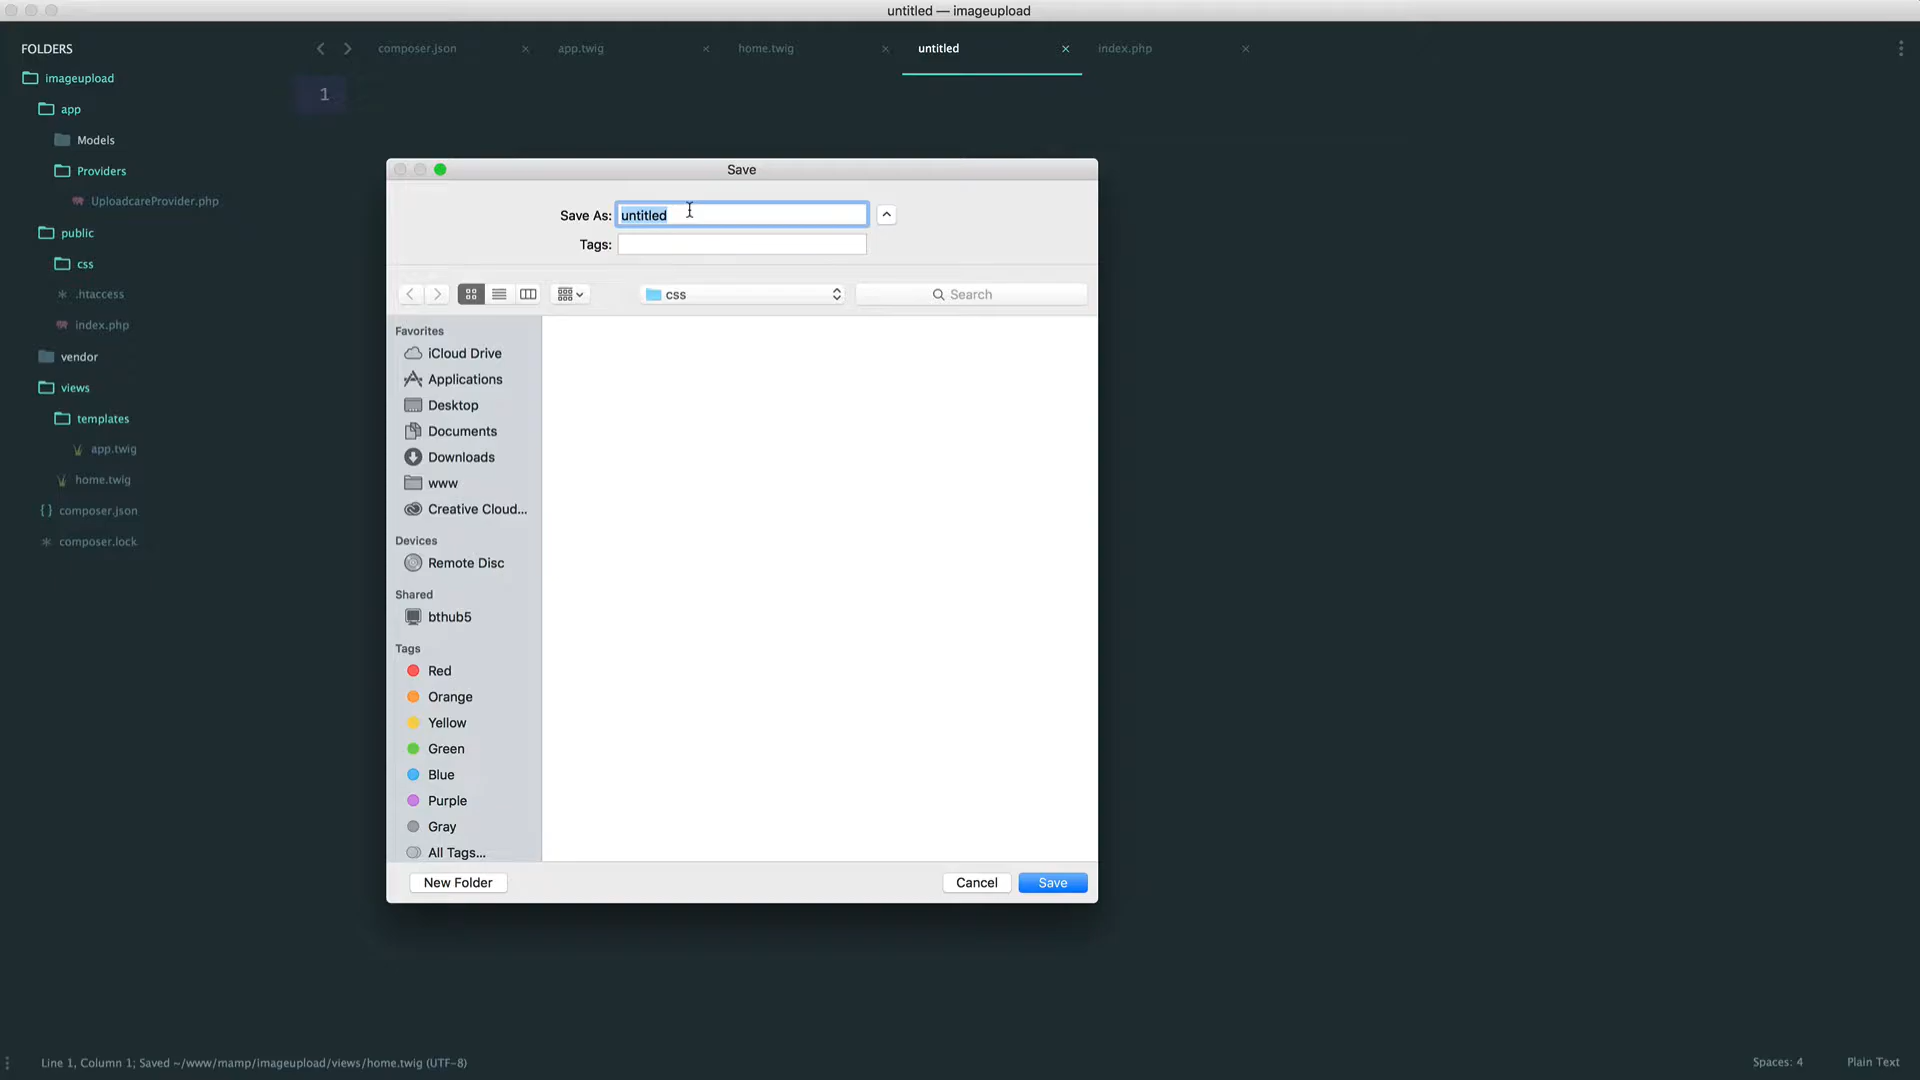 untitled — imageupload
FOLDERS
imageupload
app
Models
Providers
UploadcareProvider.php
public
css
.htaccess
index.php
vendor
views
templates
app.twig
home.twig
{ } composer.json
* composer.lock
composer.json
app.twig
home.twig
untitled
index.php
1
Save
Save As: untitled
Tags:
css
Search
Favorites
iCloud Drive
Applications
Desktop
Documents
Downloads
www
Creative Cloud...
Devices
Remote Disc
Shared
bthub5
Tags
Red
Orange
Yellow
Green
Blue
Purple
Gray
All Tags...
New Folder
Cancel
Save
Line 1, Column 1; Saved ~/www/mamp/imageupload/views/home.twig (UTF-8)
Spaces: 4
Plain Text